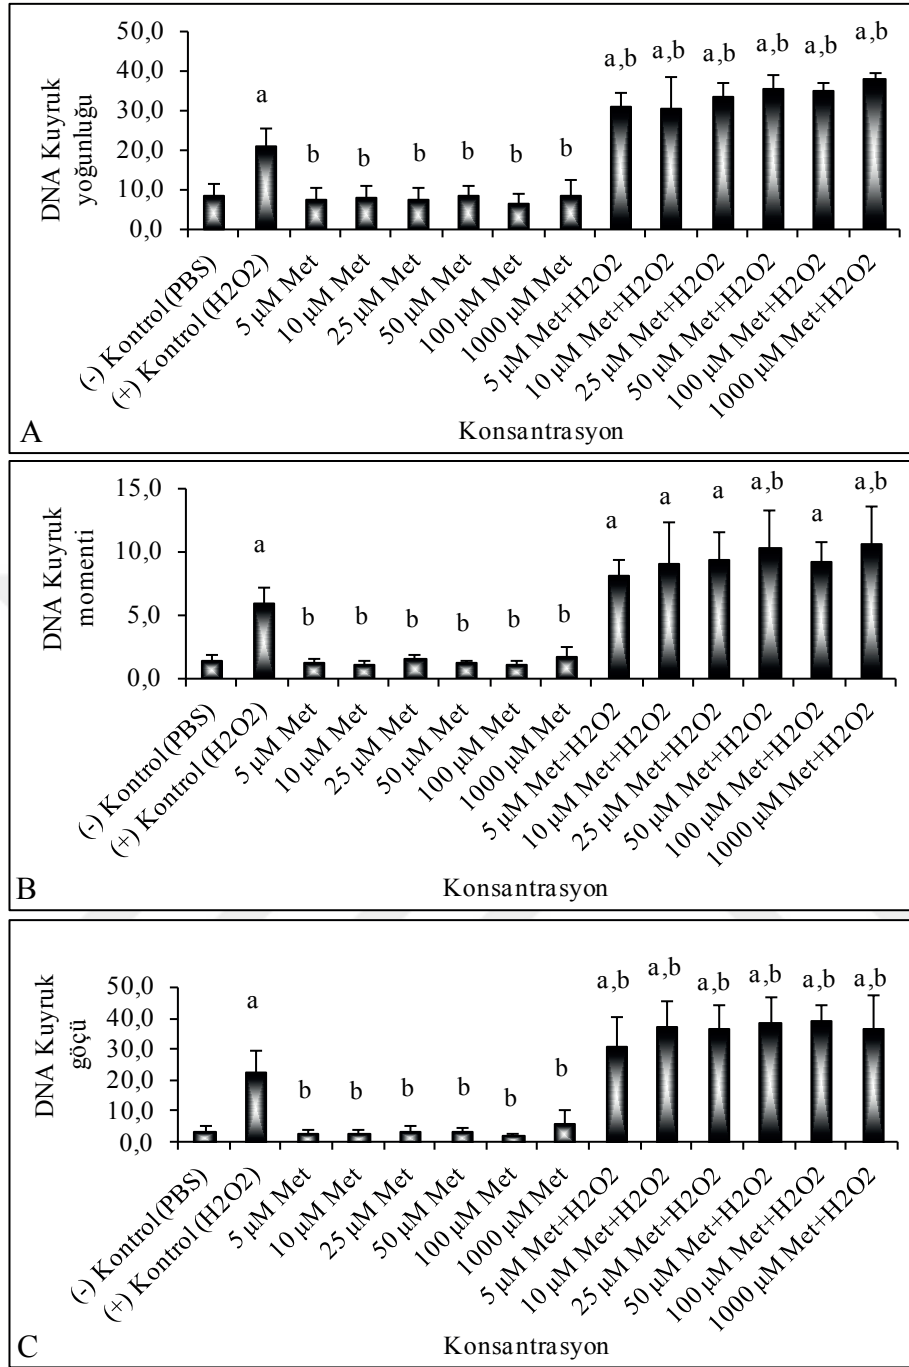 DNA Kuyruk
yoğunluğu
50,0
40,0
30,0
20,0
10,0
0,0
a
b
b
b
b
b
b
a,b
a,b
a,b
a,b
a,b
a,b
(-) Kontrol (PBS)
(+) Kontrol (H2O2)
5 µM Met
10 µM Met
25 µM Met
50 µM Met
100 µM Met
1000 µM Met
5 µM Met+H2O2
10 µM Met+H2O2
25 µM Met+H2O2
50 µM Met+H2O2
100 µM Met+H2O2
1000 µM Met+H2O2
Konsantrasyon
A
DNA Kuyruk
momenti
15,0
10,0
5,0
0,0
a
b
b
b
b
b
b
a
a
a
a,b
a
a,b
(-) Kontrol (PBS)
(+) Kontrol (H2O2)
5 µM Met
10 µM Met
25 µM Met
50 µM Met
100 µM Met
1000 µM Met
5 µM Met+H2O2
10 µM Met+H2O2
25 µM Met+H2O2
50 µM Met+H2O2
100 µM Met+H2O2
1000 µM Met+H2O2
Konsantrasyon
B
DNA Kuyruk
göçü
50,0
40,0
30,0
20,0
10,0
0,0
a
b
b
b
b
b
b
a,b
a,b
a,b
a,b
a,b
a,b
(-) Kontrol (PBS)
(+) Kontrol (H2O2)
5 µM Met
10 µM Met
25 µM Met
50 µM Met
100 µM Met
1000 µM Met
5 µM Met+H2O2
10 µM Met+H2O2
25 µM Met+H2O2
50 µM Met+H2O2
100 µM Met+H2O2
1000 µM Met+H2O2
Konsantrasyon
C